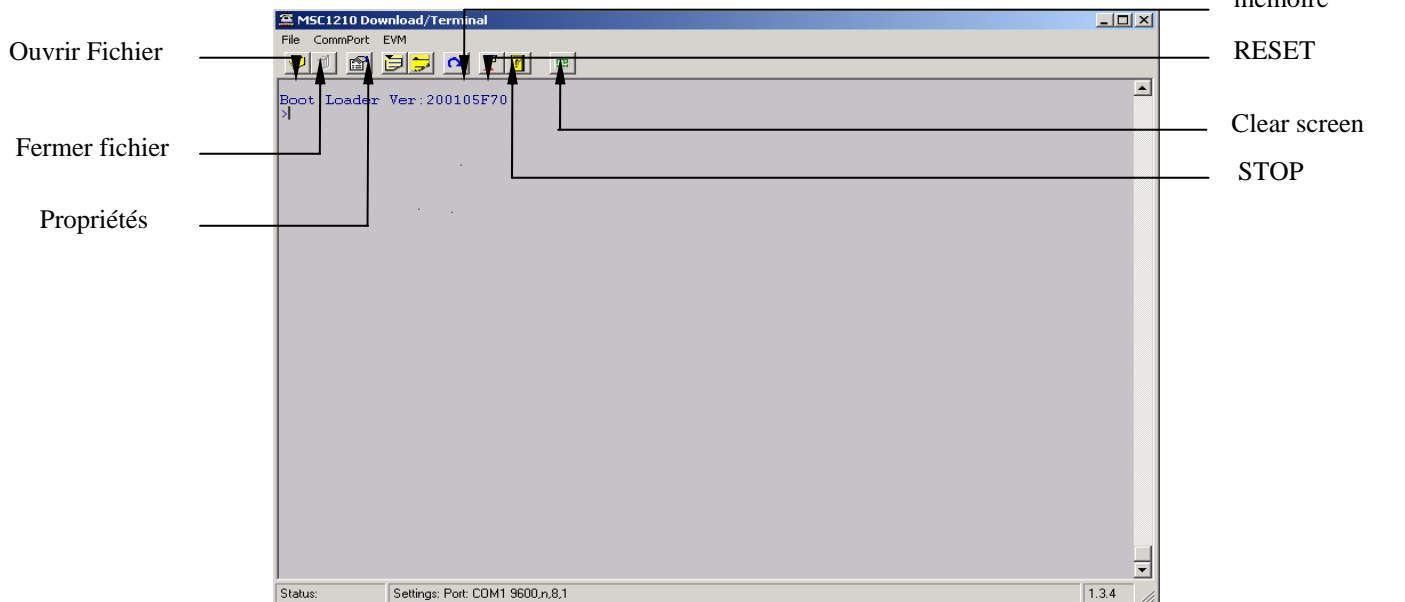 mémoire
MSC1210 Download/Terminal
File CommPort EVM
Ouvrir Fichier
RESET
Boot Loader Ver:200105F70
>
Clear screen
Fermer fichier
STOP
Propriétés
Status:
Settings: Port: COM1 9600,n,8,1
1.3.4